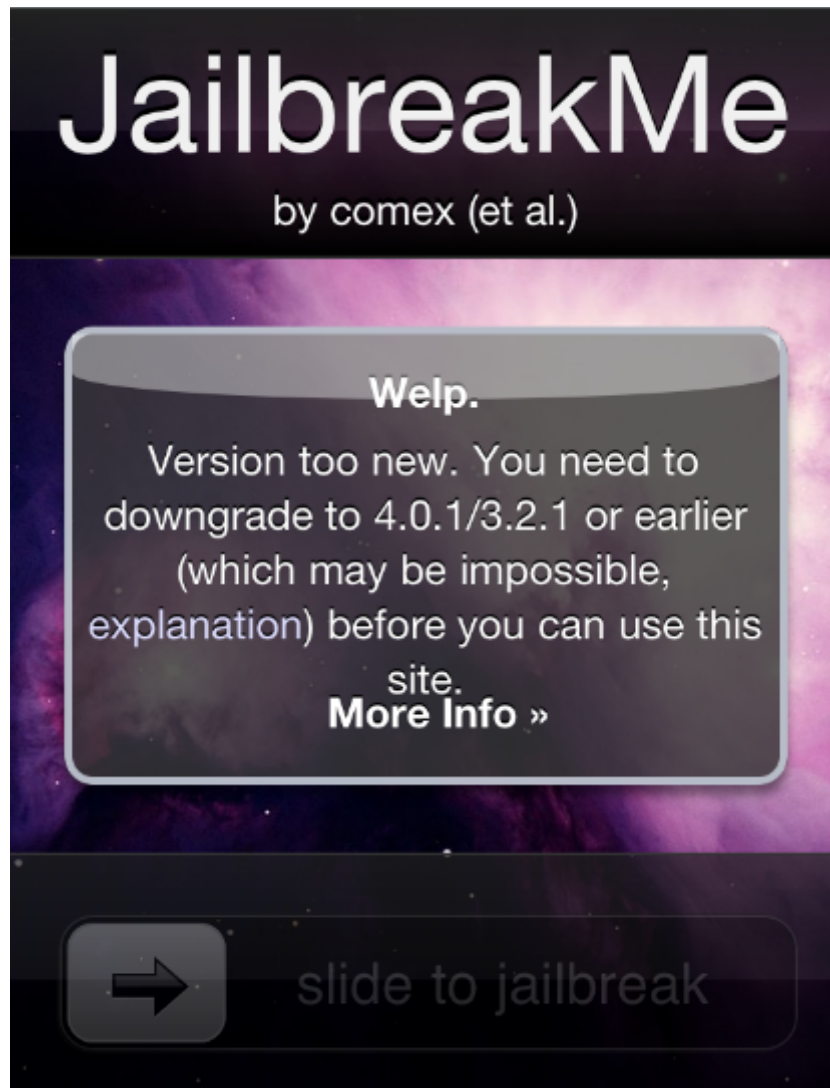 JailbreakMe
by comex (et al.)
Welp.
Version too new. You need to
downgrade to 4.0.1/3.2.1 or earlier
(which may be impossible,
explanation) before you can use this
site.
More Info »
slide to jailbreak